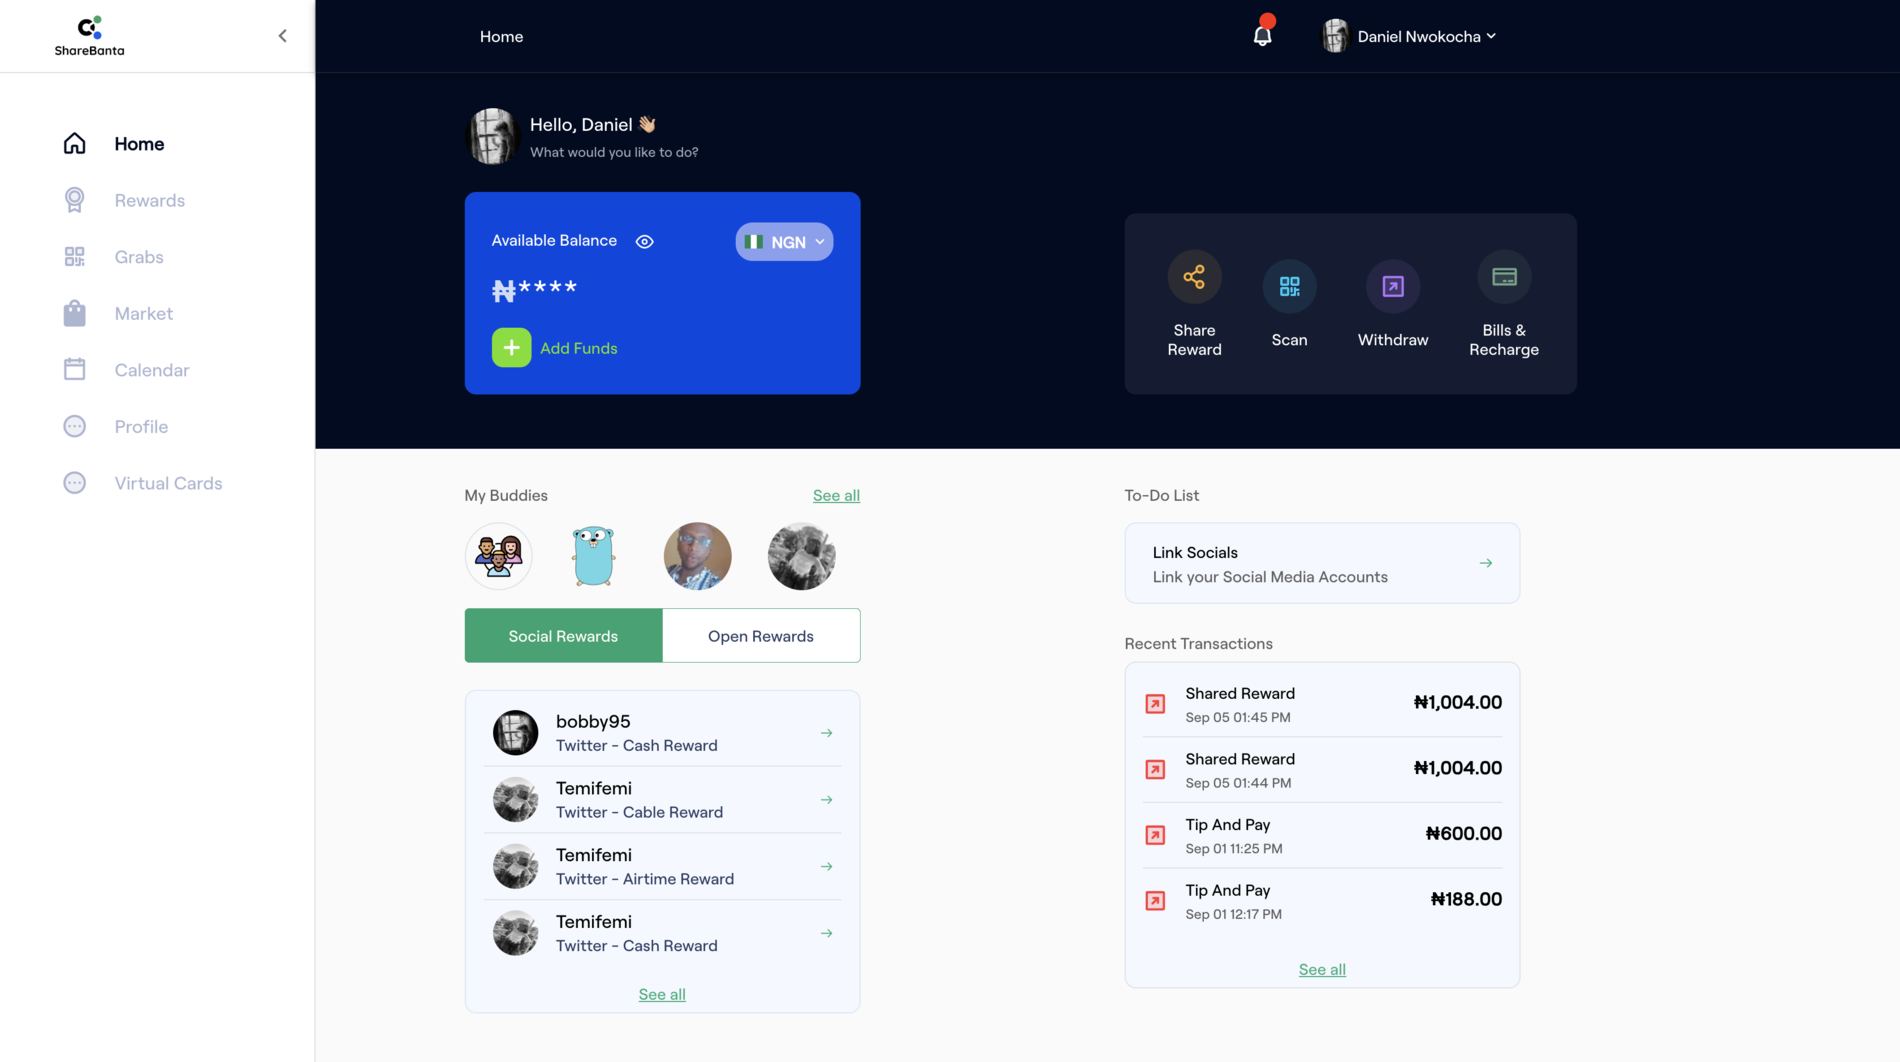 ShareBanta
Home
Rewards
Grabs
Market
Calendar
Profile
Virtual Cards
Home
Daniel Nwokocha
Hello, Daniel 👋🏼
What would you like to do?
Available Balance
NGN
₦****
+ Add Funds
Share
Reward
Scan
Withdraw
Bills &
Recharge
My Buddies
See all
Social Rewards
Open Rewards
bobby95
Twitter - Cash Reward
Temifemi
Twitter - Cable Reward
Temifemi
Twitter - Airtime Reward
Temifemi
Twitter - Cash Reward
See all
To-Do List
Link Socials
Link your Social Media Accounts
Recent Transactions
Shared Reward
Sep 05 01:45 PM
₦1,004.00
Shared Reward
Sep 05 01:44 PM
₦1,004.00
Tip And Pay
Sep 01 11:25 PM
₦600.00
Tip And Pay
Sep 01 12:17 PM
₦188.00
See all